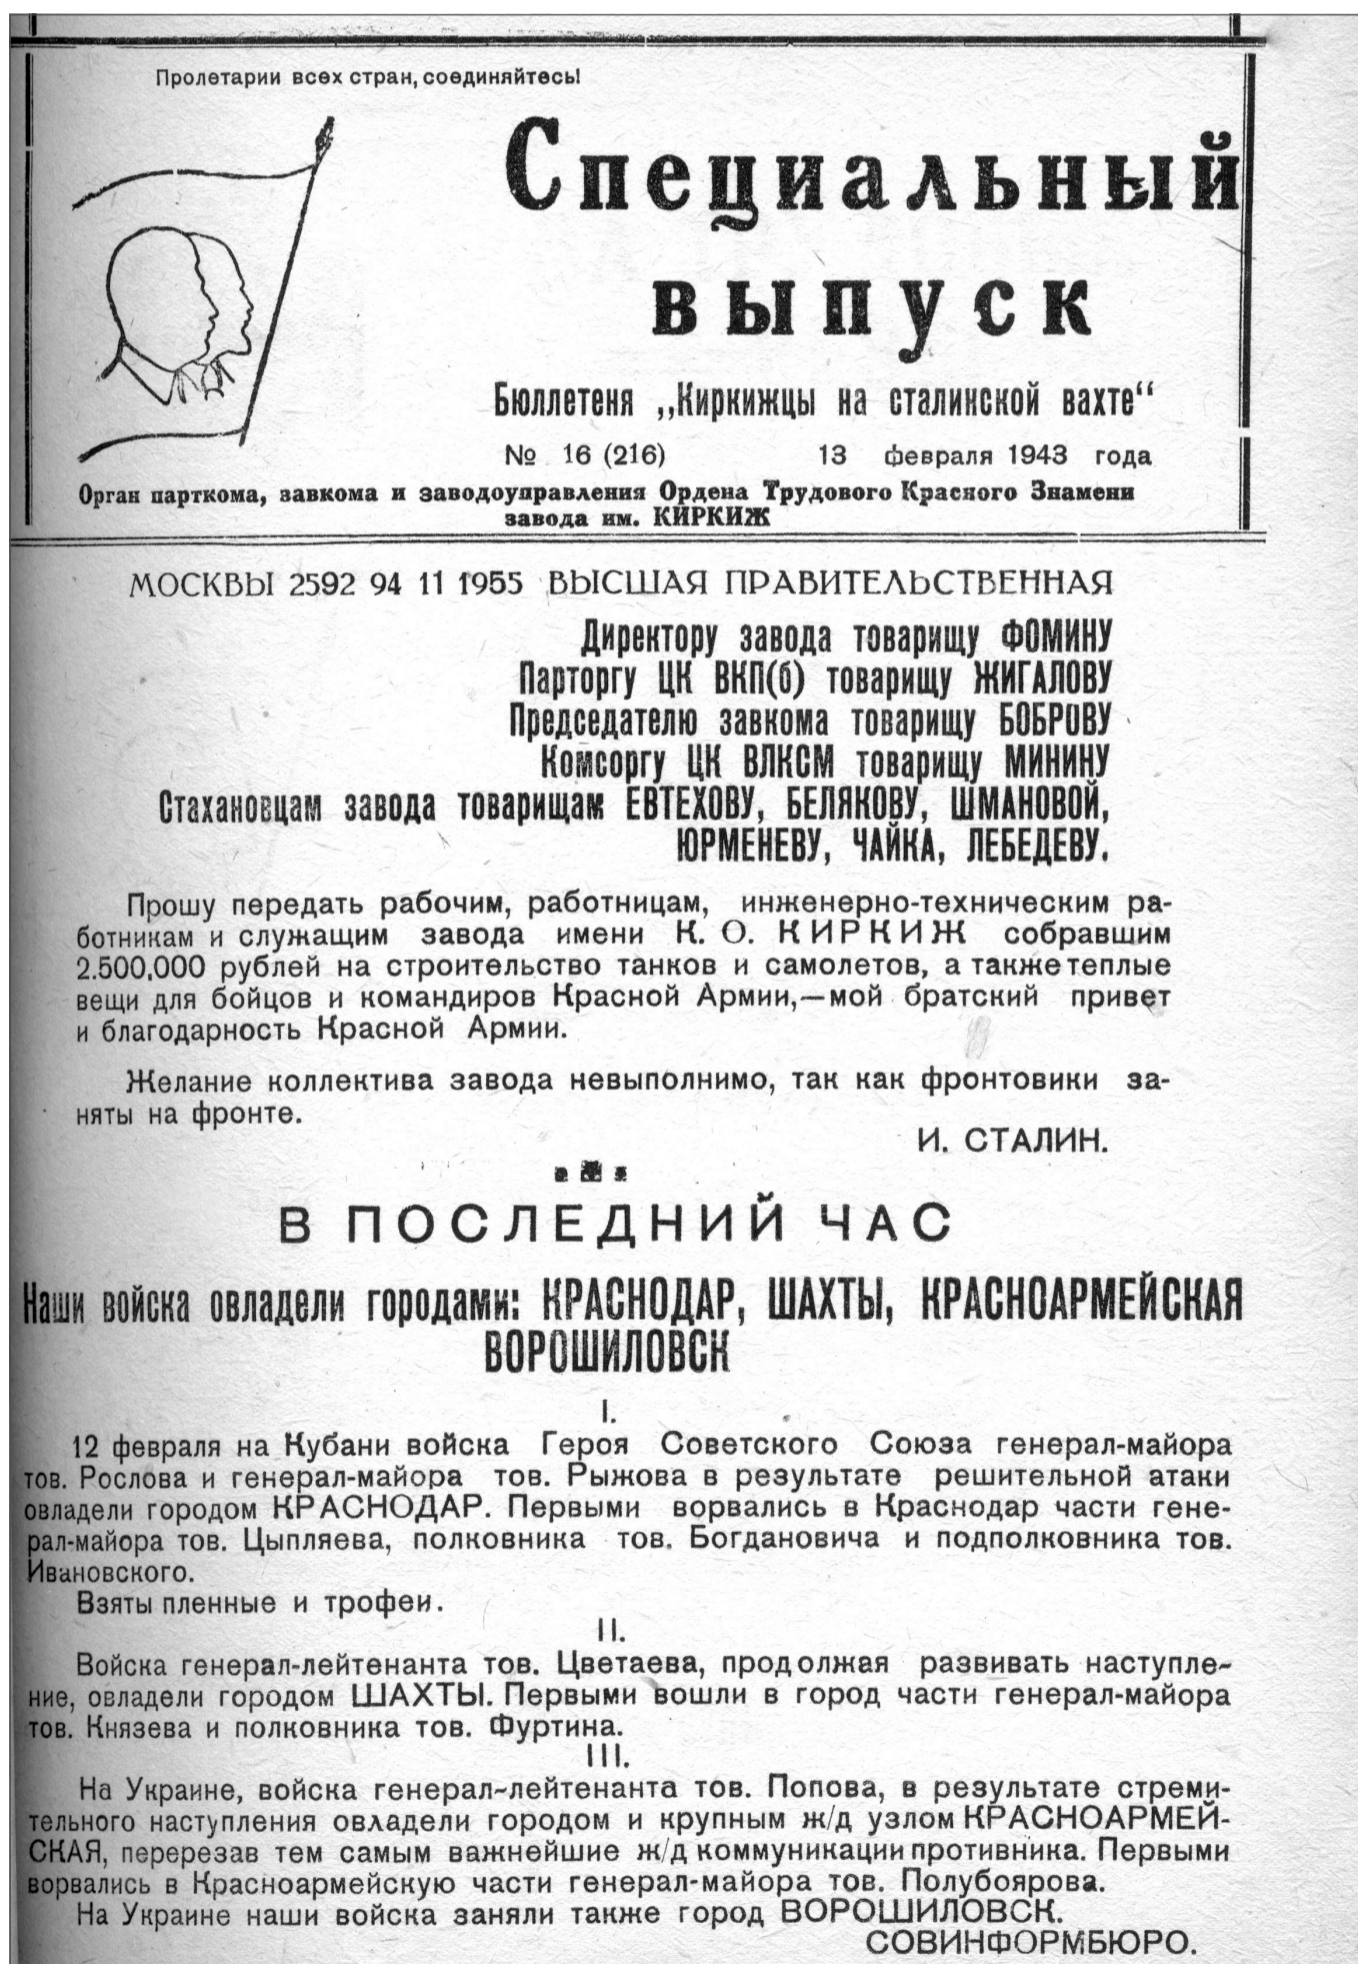 Пролетарии всех стран, соединяйтесь!
Специальный
выпуск
Бюллетеня „Киркижцы на сталинской вахте“
№ 16 (216) 13 февраля 1943 года
Орган парткома, завкома и заводоуправления Ордена Трудового Красного Знамени
завода им. КИРКИЖ
МОСКВЫ 2592 94 11 1955 ВЫСШАЯ ПРАВИТЕЛЬСТВЕННАЯ
Директору завода товарищу ФОМИНУ
Парторгу ЦК ВКП(б) товарищу ЖИГАЛОВУ
Председателю завкома товарищу БОБРОВУ
Комсоргу ЦК ВЛКСМ товарищу МИНИНУ
Стахановцам завода товарищам ЕВТЕХОВУ, БЕЛЯКОВУ, ШМАНОВОЙ,
ЮРМЕНЕВУ, ЧАЙКА, ЛЕБЕДЕВУ.
Прошу передать рабочим, работницам, инженерно-техническим ра-
ботникам и служащим завода имени К. О. КИРКИЖ собравшим
2.500,000 рублей на строительство танков и самолетов, а также теплые
вещи для бойцов и командиров Красной Армии,—мой братский привет
и благодарность Красной Армии.
Желание коллектива завода невыполнимо, так как фронтовики за-
няты на фронте.
И. СТАЛИН.
В ПОСЛЕДНИЙ ЧАС
Наши войска овладели городами: КРАСНОДАР, ШАХТЫ, КРАСНОАРМЕЙСКАЯ
ВОРОШИЛОВСК
I.
12 февраля на Кубани войска Героя Советского Союза генерал-майора
тов. Рослова и генерал-майора тов. Рыжова в результате решительной атаки
овладели городом КРАСНОДАР. Первыми ворвались в Краснодар части гене-
рал-майора тов. Цыпляева, полковника тов. Богдановича и подполковника тов.
Ивановского.
Взяты пленные и трофеи.
II.
Войска генерал-лейтенанта тов. Цветаева, продолжая развивать наступле-
ние, овладели городом ШАХТЫ. Первыми вошли в город части генерал-майора
тов. Князева и полковника тов. Фуртина.
III.
На Украине, войска генерал-лейтенанта тов. Попова, в результате стреми-
тельного наступления овладели городом и крупным ж/д узлом КРАСНОАРМЕЙ-
СКАЯ, перерезав тем самым важнейшие ж/д коммуникации противника. Первыми
ворвались в Красноармейскую части генерал-майора тов. Полубоярова.
На Украине наши войска заняли также город ВОРОШИЛОВСК.
СОВИНФОРМБЮРО.